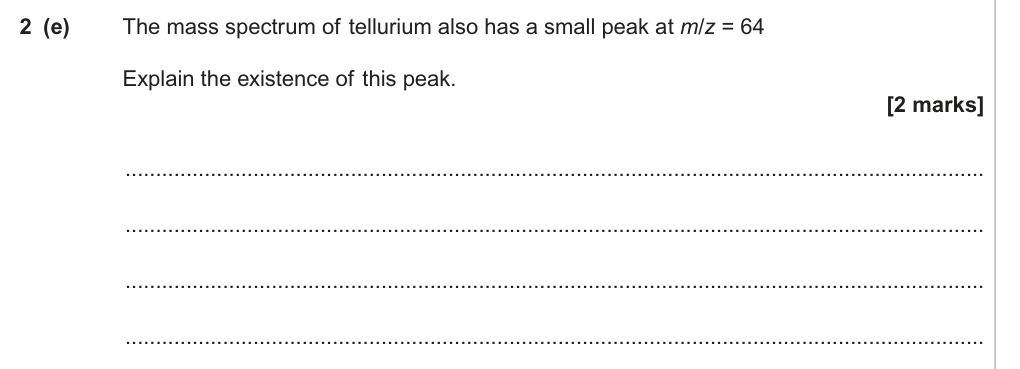 2 (e) The mass spectrum of tellurium also has a small peak at m/z = 64
Explain the existence of this peak.
[2 marks]